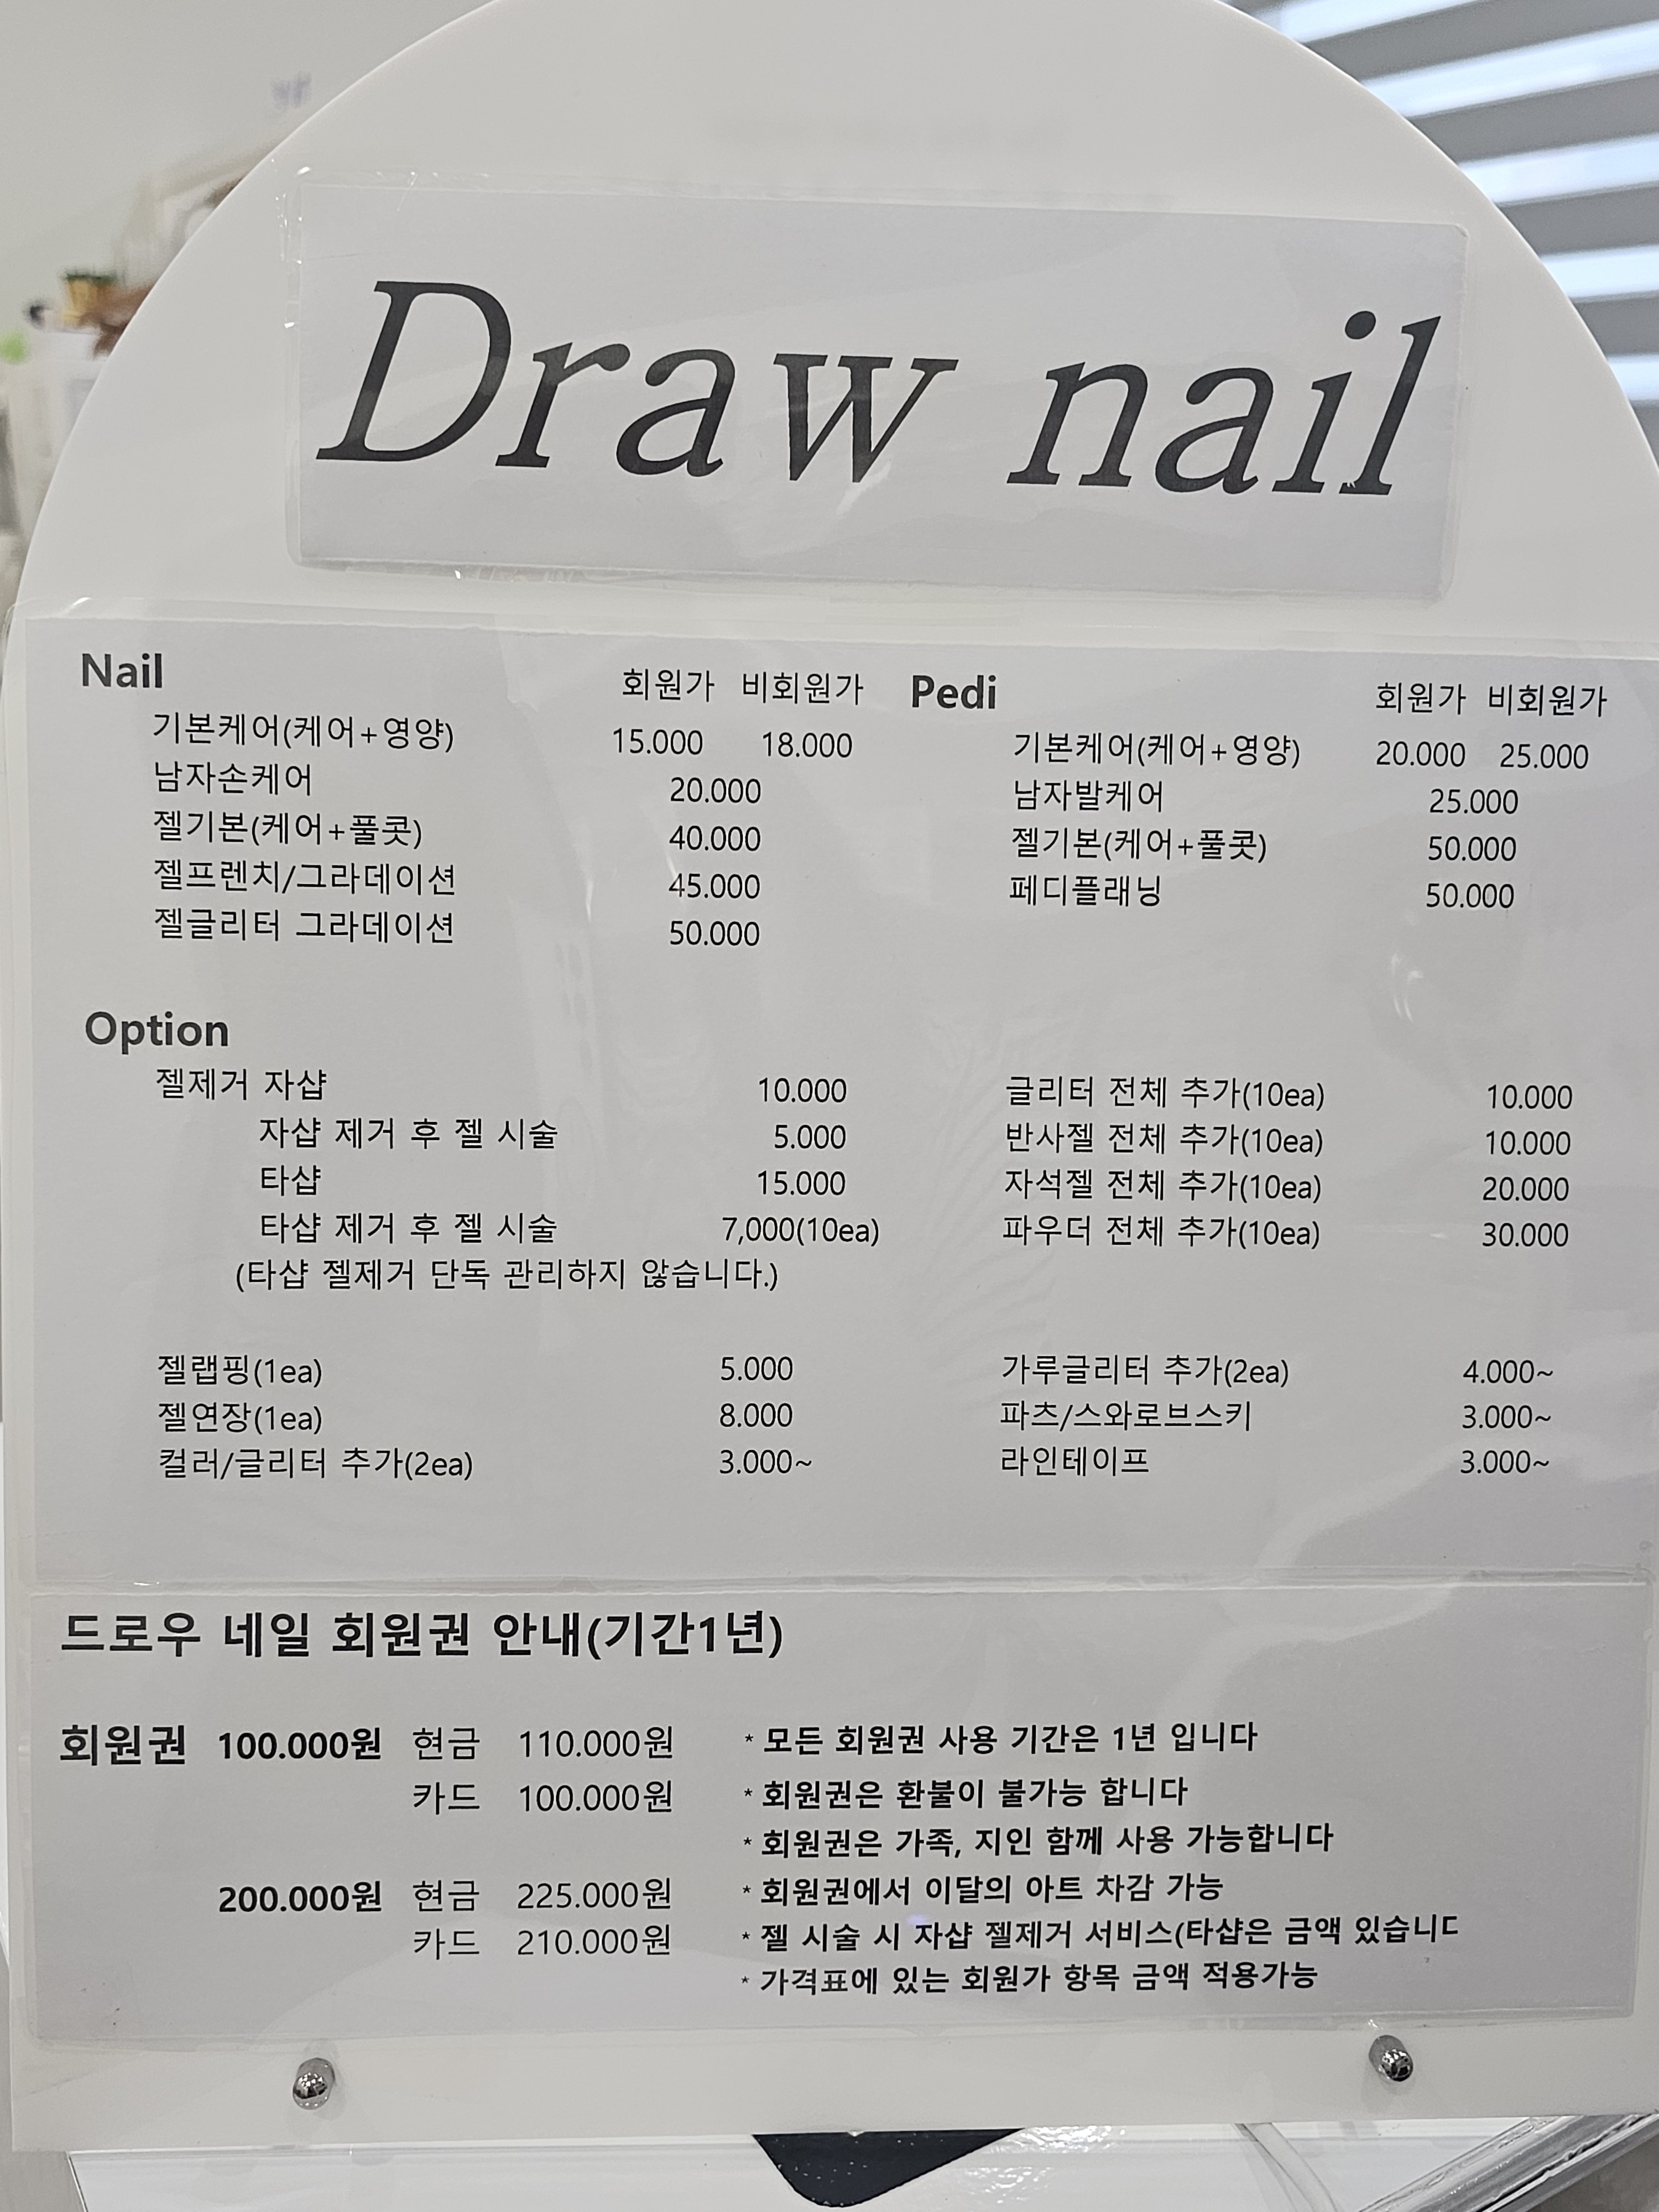 Draw nail
Nail 회원가 비회원가
기본케어(케어+영양) 15.000 18.000
남자손케어 20.000
젤기본(케어+풀콧) 40.000
젤프렌치/그라데이션 45.000
젤글리터 그라데이션 50.000
Pedi 회원가 비회원가
기본케어(케어+영양) 20.000 25.000
남자발케어 25.000
젤기본(케어+풀콧) 50.000
페디플래닝 50.000
Option
젤제거 자샵 10.000
자샵 제거 후 젤 시술 5.000
타샵 15.000
타샵 제거 후 젤 시술 7,000(10ea)
(타샵 젤제거 단독 관리하지 않습니다.)
글리터 전체 추가(10ea) 10.000
반사젤 전체 추가(10ea) 10.000
자석젤 전체 추가(10ea) 20.000
파우더 전체 추가(10ea) 30.000
젤랩핑(1ea) 5.000
젤연장(1ea) 8.000
컬러/글리터 추가(2ea) 3.000~
가루글리터 추가(2ea) 4.000~
파츠/스와로브스키 3.000~
라인테이프 3.000~
드로우 네일 회원권 안내(기간1년)
회원권 100.000원 현금 110.000원
카드 100.000원
200.000원 현금 225.000원
카드 210.000원
* 모든 회원권 사용 기간은 1년 입니다
* 회원권은 환불이 불가능 합니다
* 회원권은 가족, 지인 함께 사용 가능합니다
* 회원권에서 이달의 아트 차감 가능
* 젤 시술 시 자샵 젤제거 서비스(타샵은 금액 있습니ㄷ
* 가격표에 있는 회원가 항목 금액 적용가능